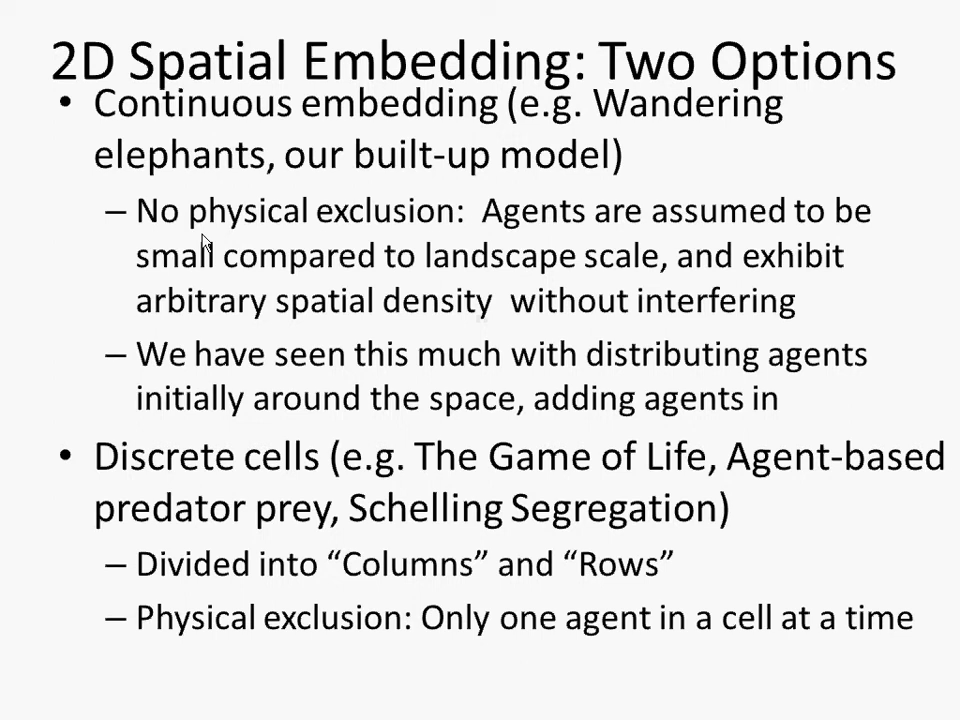 2D Spatial Embedding: Two Options
• Continuous embedding (e.g. Wandering
elephants, our built-up model)
– No physical exclusion:  Agents are assumed to be
small compared to landscape scale, and exhibit
arbitrary spatial density  without interfering
– We have seen this much with distributing agents
initially around the space, adding agents in
• Discrete cells (e.g. The Game of Life, Agent-based
predator prey, Schelling Segregation)
– Divided into “Columns” and “Rows”
– Physical exclusion: Only one agent in a cell at a time